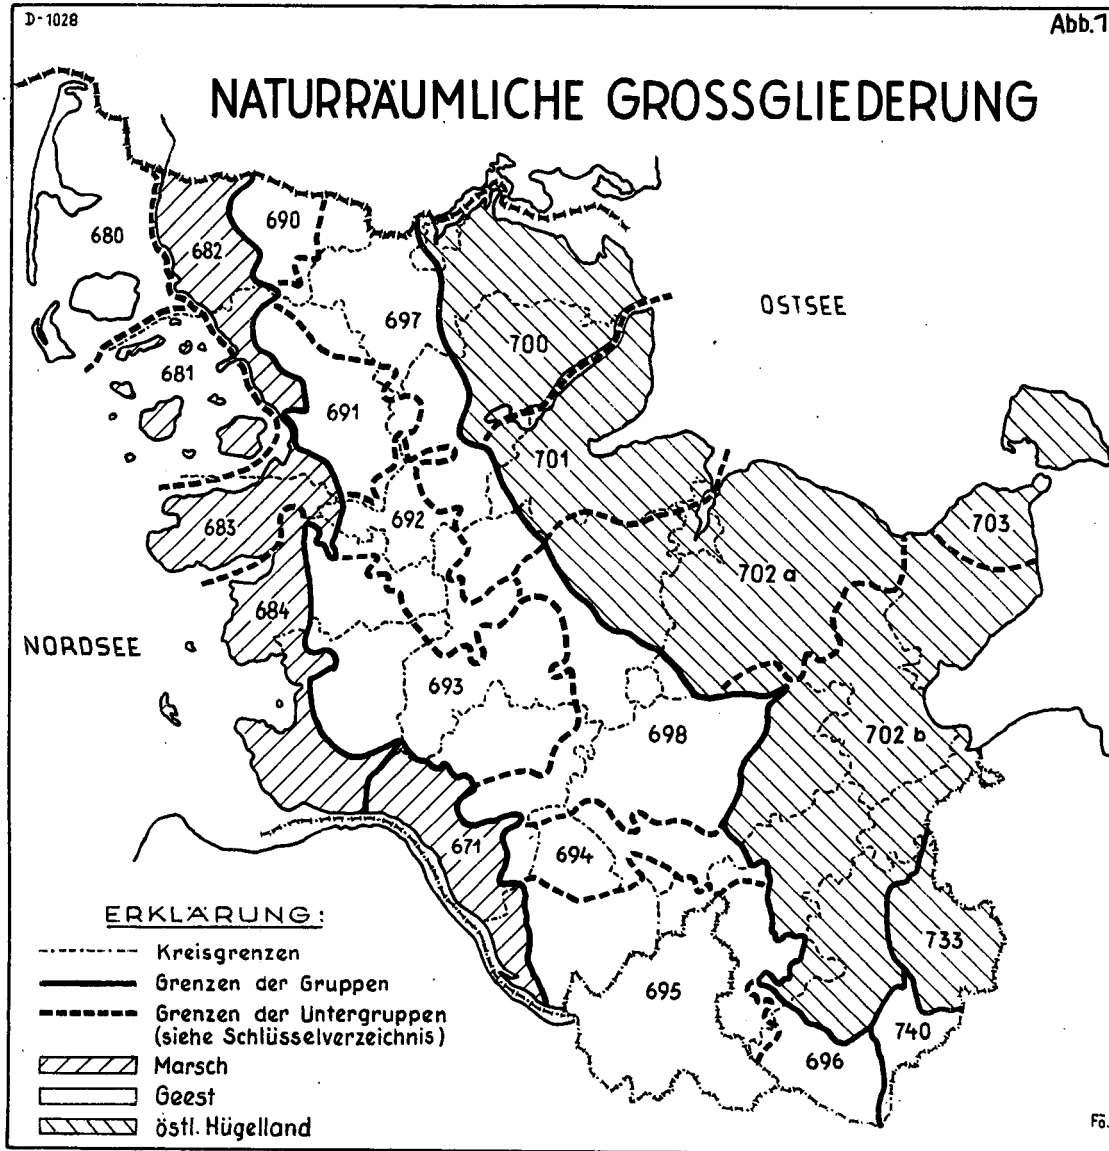 D-1028
Abb.1
NATURRÄUMLICHE GROSSGLIEDERUNG
690
680
682
OSTSEE
697
700
681
691
701
683
692
703
702 a
684
NORDSEE
693
698
702 b
671
694
733
695
740
696
ERKLÄRUNG:
Kreisgrenzen
Grenzen der Gruppen
Grenzen der Untergruppen
(siehe Schlüsselverzeichnis)
Marsch
Geest
östl. Hügelland
Fö.